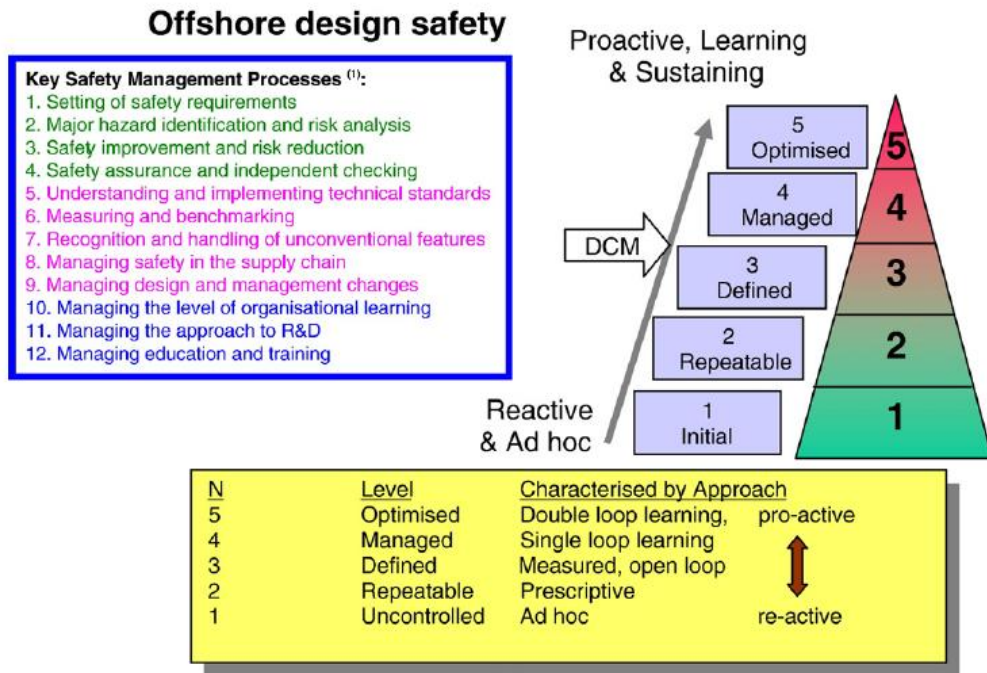 Offshore design safety
Key Safety Management Processes (1):
1. Setting of safety requirements
2. Major hazard identification and risk analysis
3. Safety improvement and risk reduction
4. Safety assurance and independent checking
5. Understanding and implementing technical standards
6. Measuring and benchmarking
7. Recognition and handling of unconventional features
8. Managing safety in the supply chain
9. Managing design and management changes
10. Managing the level of organisational learning
11. Managing the approach to R&D
12. Managing education and training
Proactive, Learning
& Sustaining
5
Optimised
4
Managed
DCM
3
Defined
2
Repeatable
Reactive
& Ad hoc
1
Initial
5
4
3
2
1
N Level Characterised by Approach
5 Optimised Double loop learning, pro-active
4 Managed Single loop learning
3 Defined Measured, open loop
2 Repeatable Prescriptive
1 Uncontrolled Ad hoc re-active